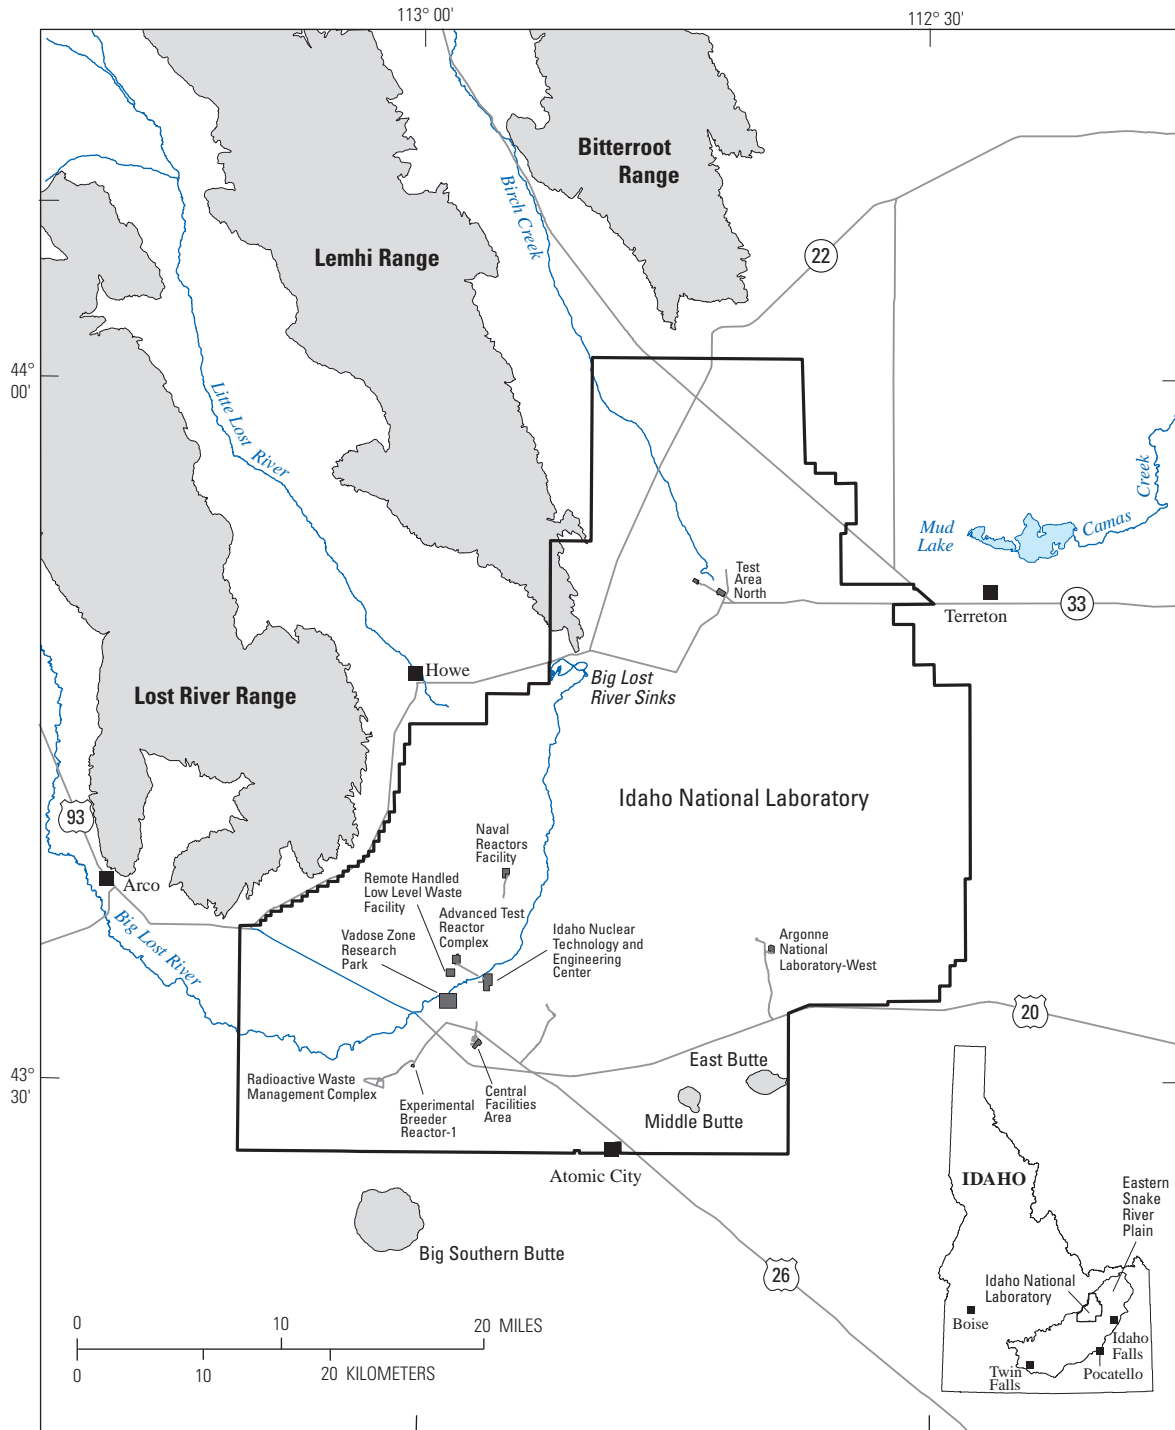 113° 00'
112° 30'
Bitterroot
Range
Birch Creek
Lemhi Range
22
44°
00'
Litte Lost River
Mud
Lake
Camas Creek
Test
Area
North
33
Terreton
Howe
Big Lost
River Sinks
Lost River Range
Idaho National Laboratory
93
Naval
Reactors
Facility
Arco
Remote Handled
Low Level Waste
Facility
Advanced Test
Reactor
Complex
Big Lost River
Vadose Zone
Research
Park
Idaho Nuclear
Technology and
Engineering
Center
Argonne
National
Laboratory-West
20
43°
30'
Radioactive Waste
Management Complex
Experimental
Breeder
Reactor-1
Central
Facilities
Area
East Butte
Middle Butte
Atomic City
Big Southern Butte
26
IDAHO
Eastern
Snake
River
Plain
Idaho National
Laboratory
Boise
Idaho
Falls
Twin
Falls
Pocatello
0 10 20 MILES
0 10 20 KILOMETERS